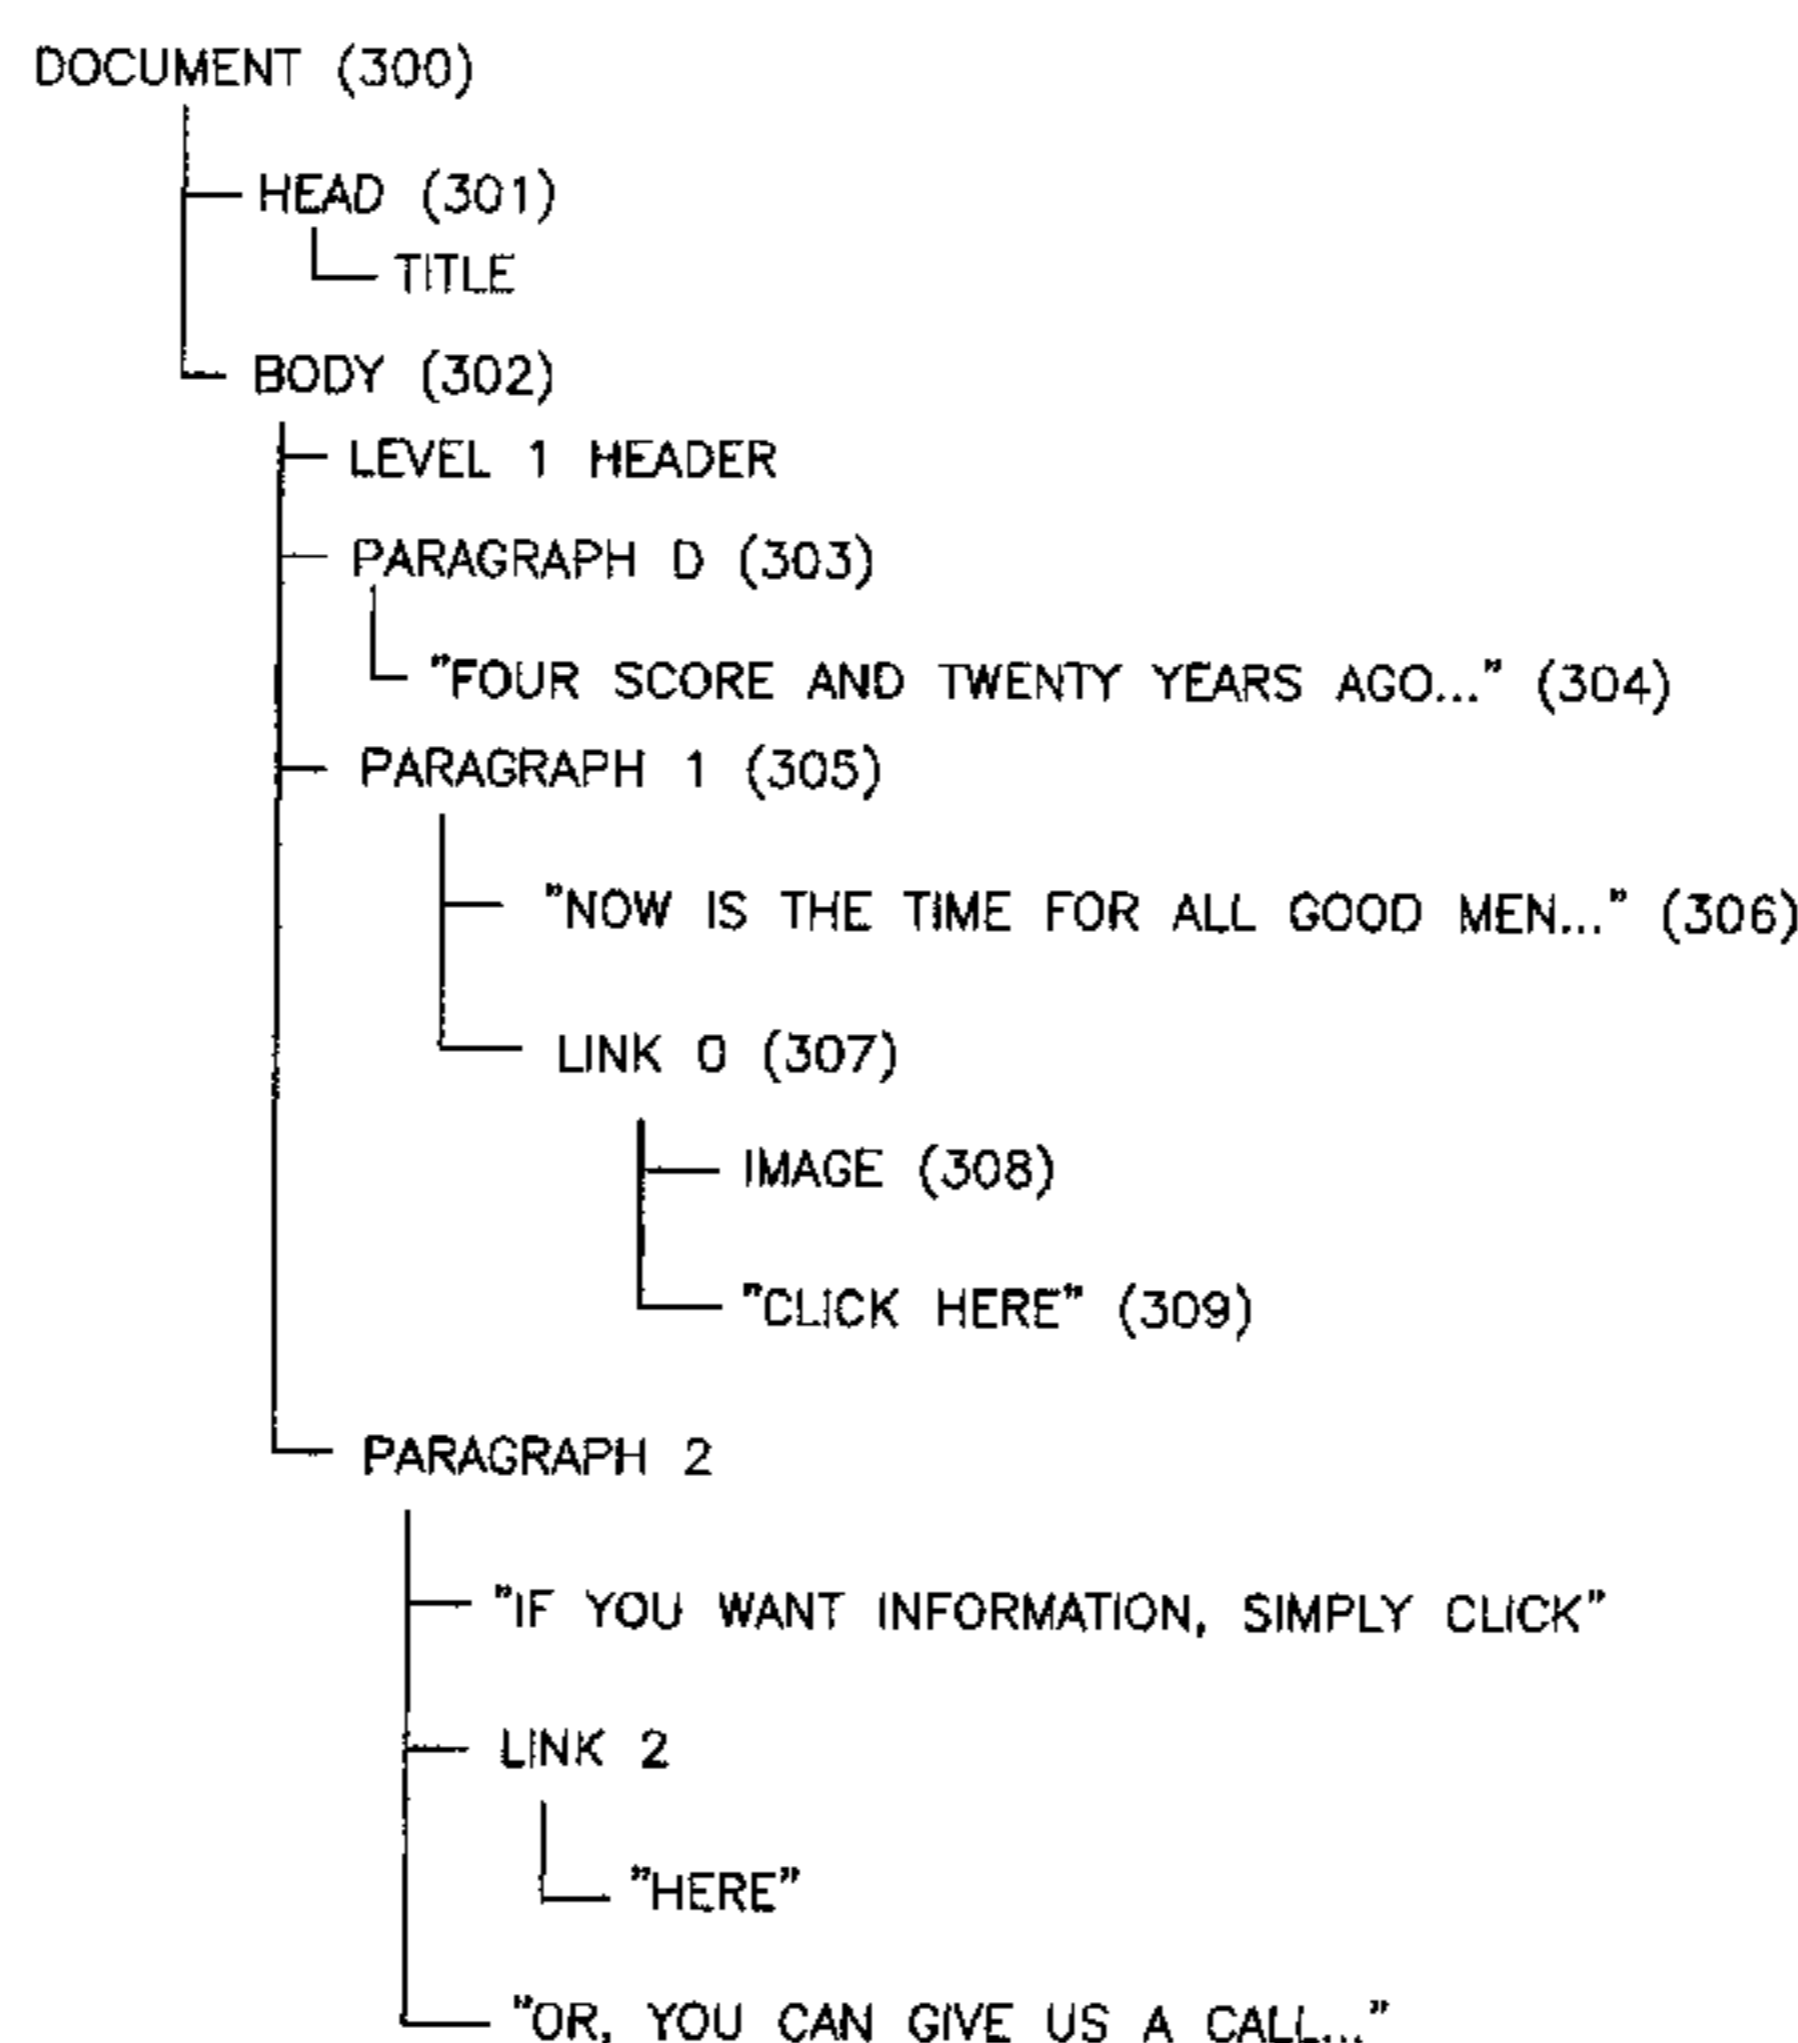 DOCUMENT (300)
HEAD (301)
TITLE
BODY (302)
LEVEL 1 HEADER
PARAGRAPH D (303)
"FOUR SCORE AND TWENTY YEARS AGO..." (304)
PARAGRAPH 1 (305)
"NOW IS THE TIME FOR ALL GOOD MEN..." (306)
LINK 0 (307)
IMAGE (308)
"CLICK HERE" (309)
PARAGRAPH 2
"IF YOU WANT INFORMATION, SIMPLY CLICK"
LINK 2
"HERE"
"OR, YOU CAN GIVE US A CALL..."